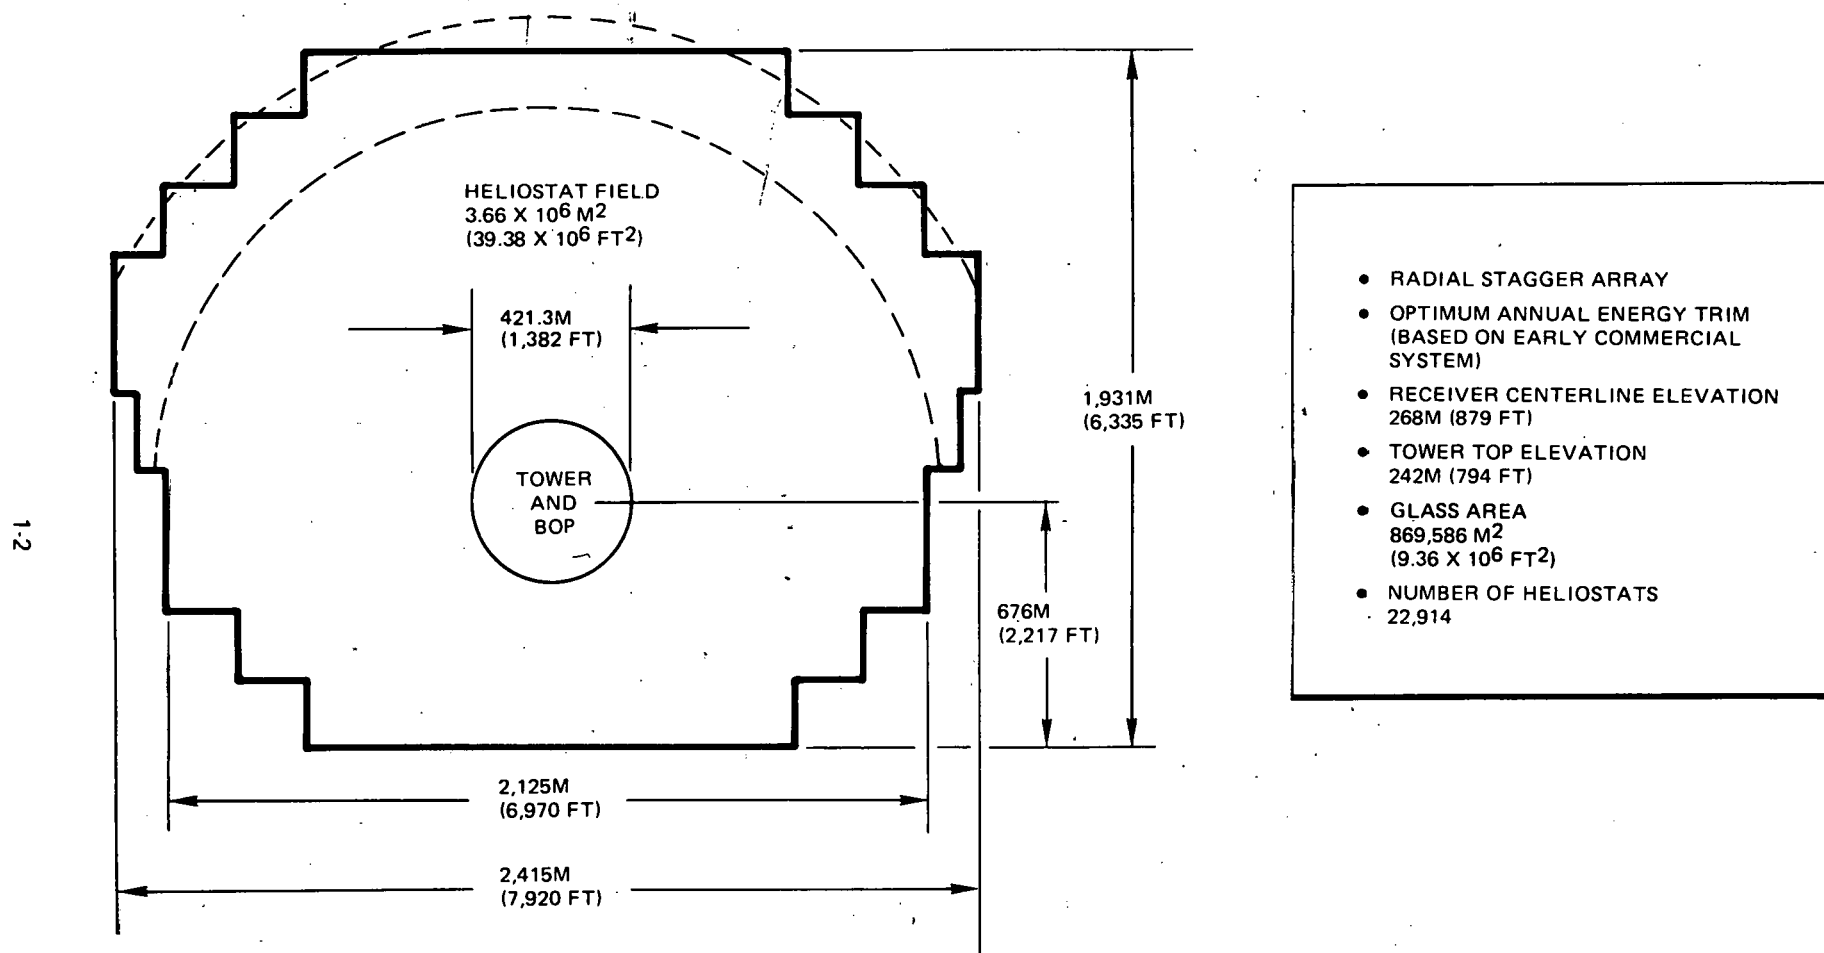 HELIOSTAT FIELD
3.66 X 10⁶ M²
(39.38 X 10⁶ FT²)
421.3M
(1,382 FT)
TOWER
AND
BOP
1,931M
(6,335 FT)
676M
(2,217 FT)
2,125M
(6,970 FT)
2,415M
(7,920 FT)
• RADIAL STAGGER ARRAY
• OPTIMUM ANNUAL ENERGY TRIM
(BASED ON EARLY COMMERCIAL
SYSTEM)
• RECEIVER CENTERLINE ELEVATION
268M (879 FT)
• TOWER TOP ELEVATION
242M (794 FT)
• GLASS AREA
869,586 M²
(9.36 X 10⁶ FT²)
• NUMBER OF HELIOSTATS
22,914
1-2